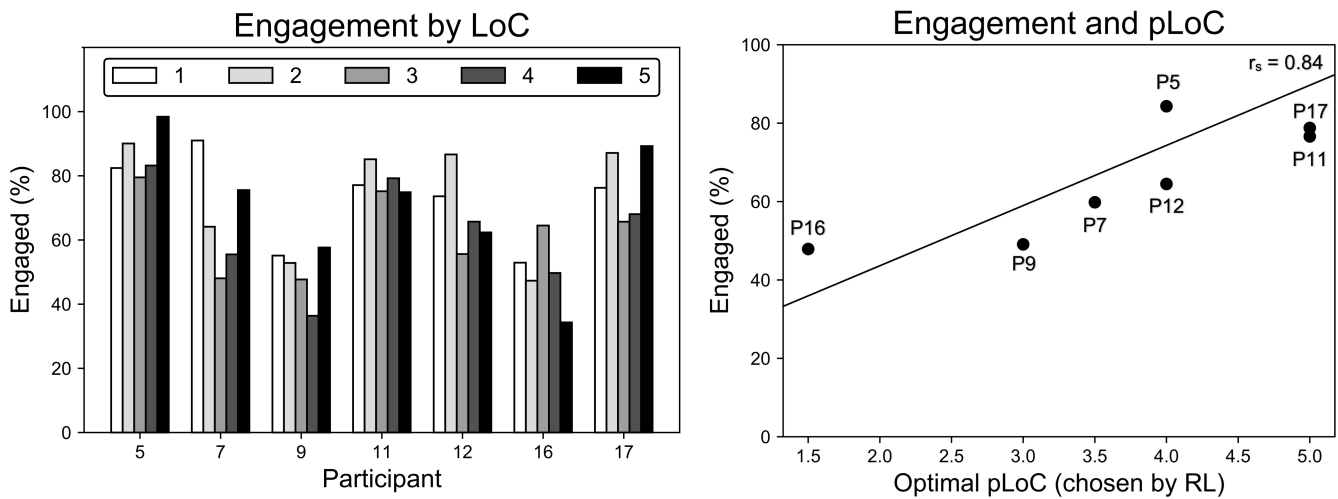 Engagement by LoC
1 2 3 4 5
100
80
60
40
20
0
Engaged (%)
5 7 9 11 12 16 17
Participant
Engagement and pLoC
rₛ = 0.84
P5
P17
P11
P12
P7
P9
P16
100
80
60
40
20
0
Engaged (%)
1.5 2.0 2.5 3.0 3.5 4.0 4.5 5.0
Optimal pLoC (chosen by RL)